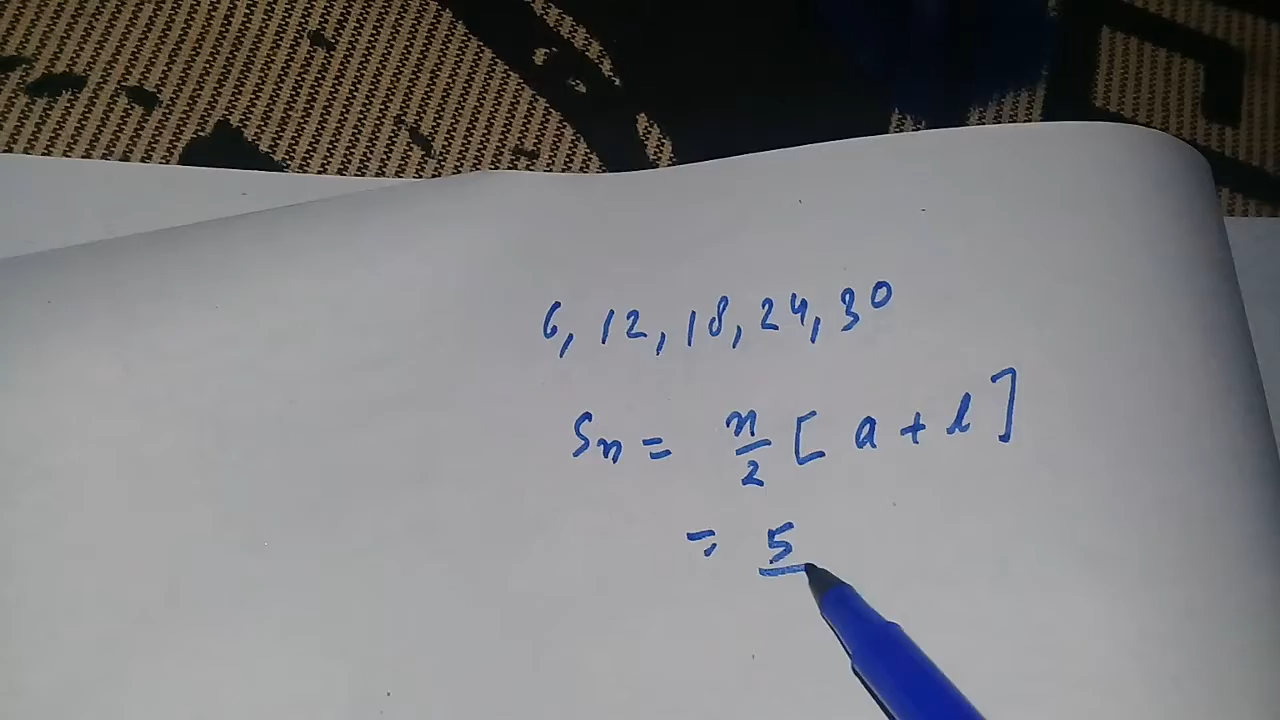 6, 12, 18, 24, 30
Sn = n/2 [ a + l ]
= 5